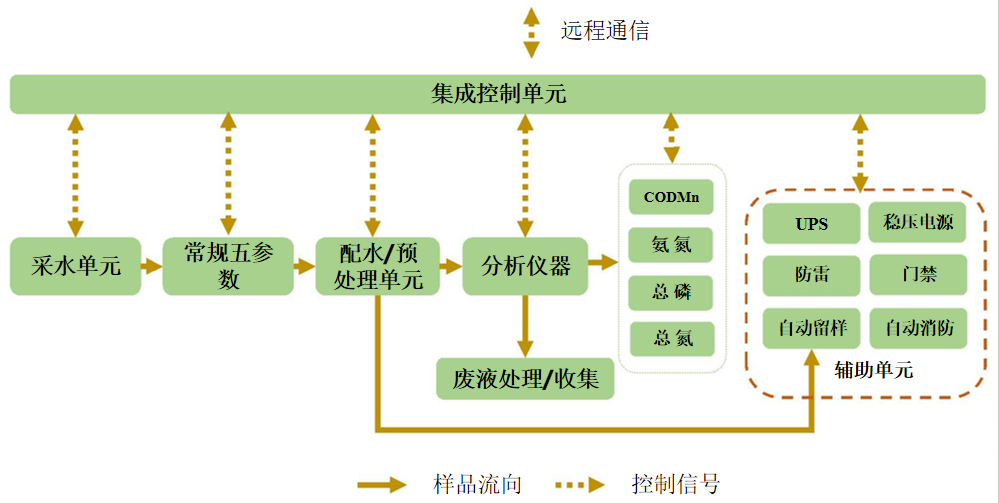 远程通信
集成控制单元
采水单元
常规五参
数
配水/预
处理单元
分析仪器
CODMn
氨 氮
总 磷
总 氮
废液处理/收集
UPS
稳压电源
防雷
门禁
自动留样
自动消防
辅助单元
样品流向
控制信号